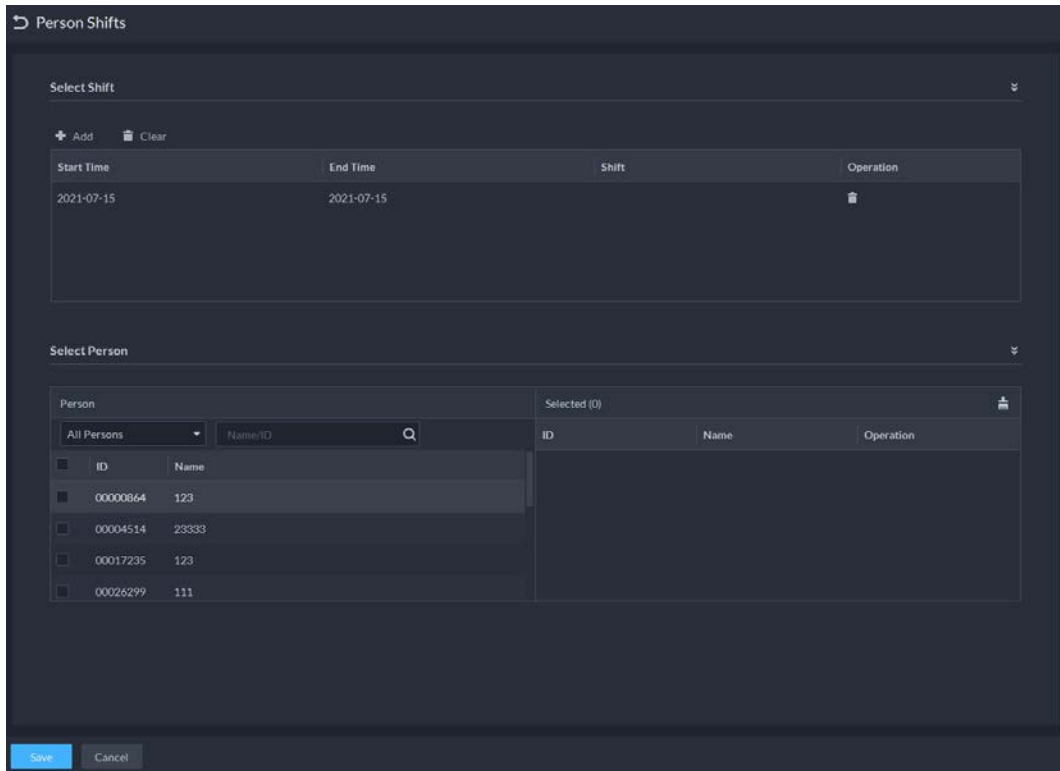 Person Shifts
Select Shift
Add Clear
Start Time End Time Shift Operation
2021-07-15 2021-07-15
Select Person
Person Selected (0)
All Persons Name/ID ID Name Operation
ID Name
00000864 123
00004514 23333
00017235 123
00026299 111
Save Cancel